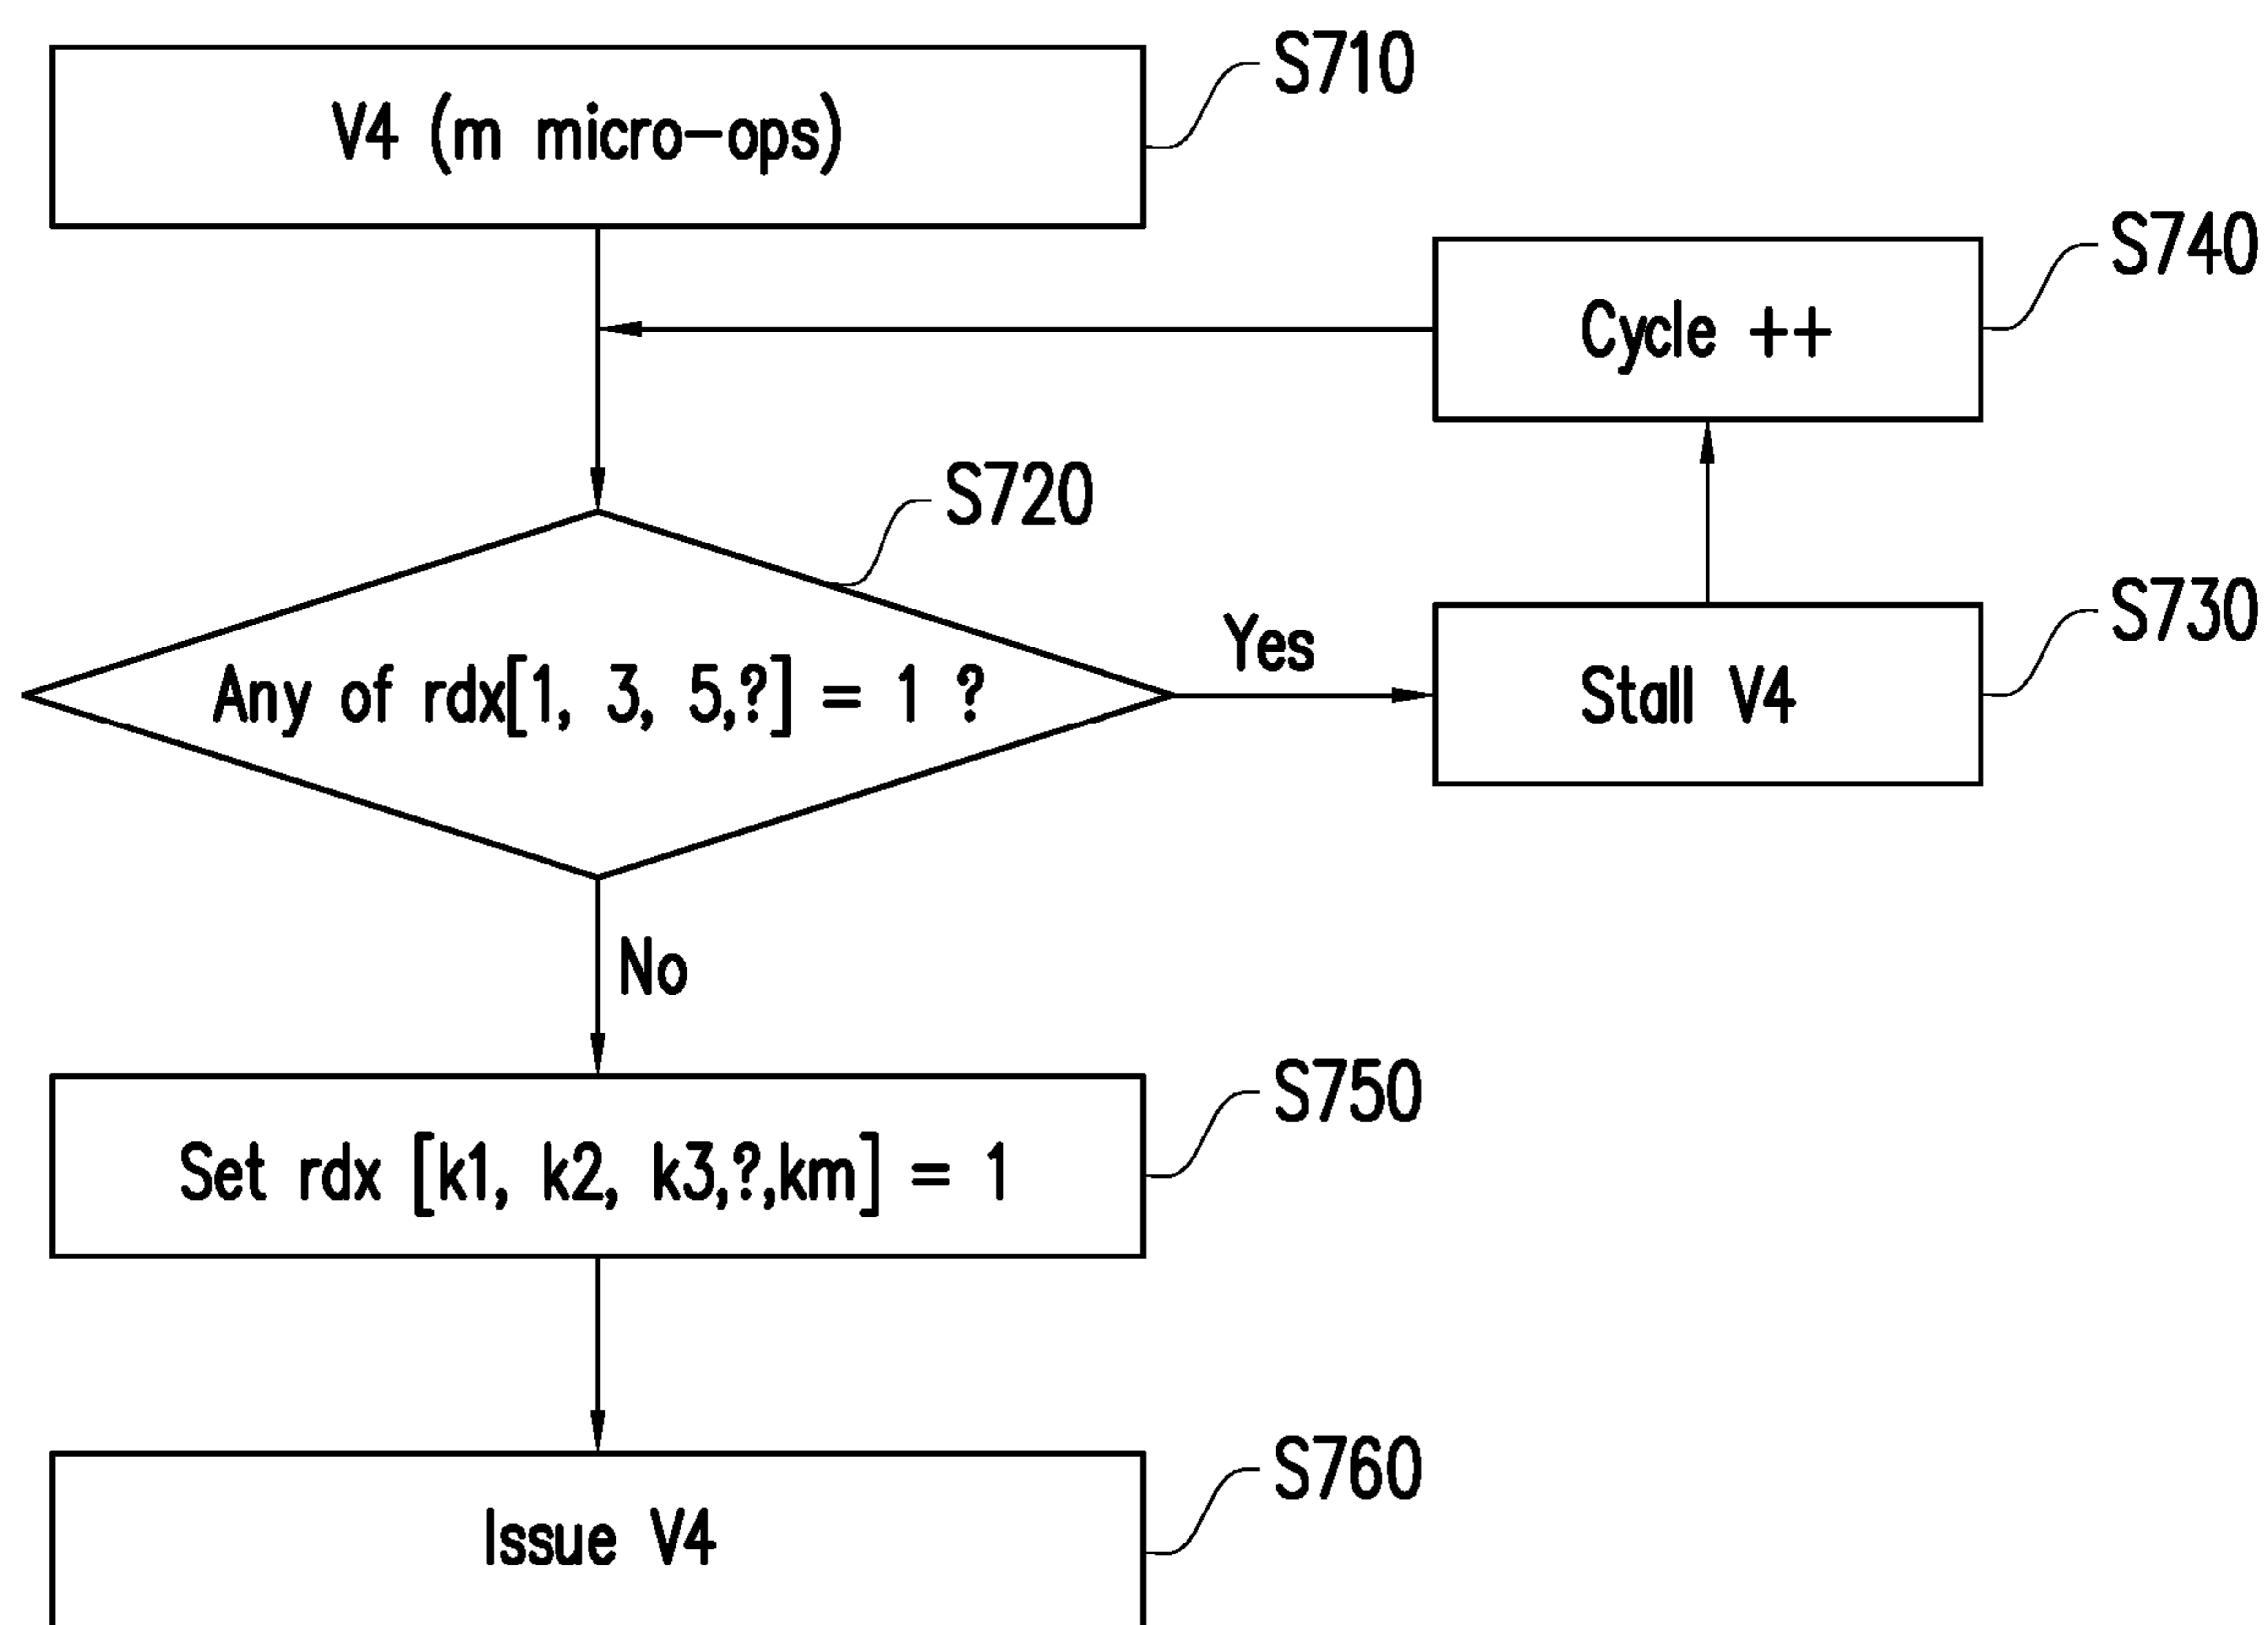 S710
V4 (m micro-ops)
S740
Cycle ++
S720
Yes
S730
Any of rdx[1, 3, 5,?] = 1 ?
Stall V4
No
S750
Set rdx [k1, k2, k3,?,km] = 1
S760
Issue V4